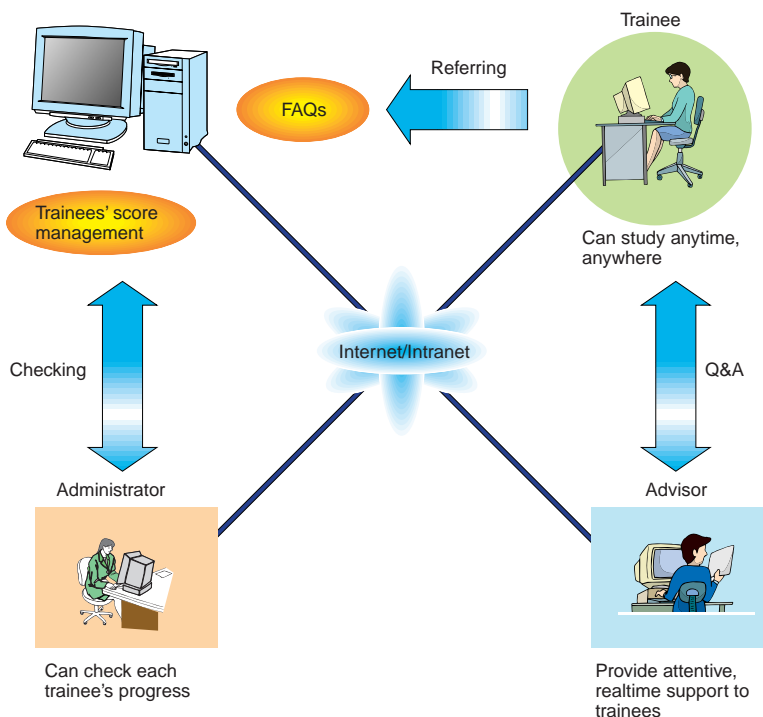 Trainee
Referring
FAQs
Trainees' score
management
Can study anytime,
anywhere
Internet/Intranet
Checking
Q&A
Administrator
Advisor
Can check each
trainee's progress
Provide attentive,
realtime support to
trainees